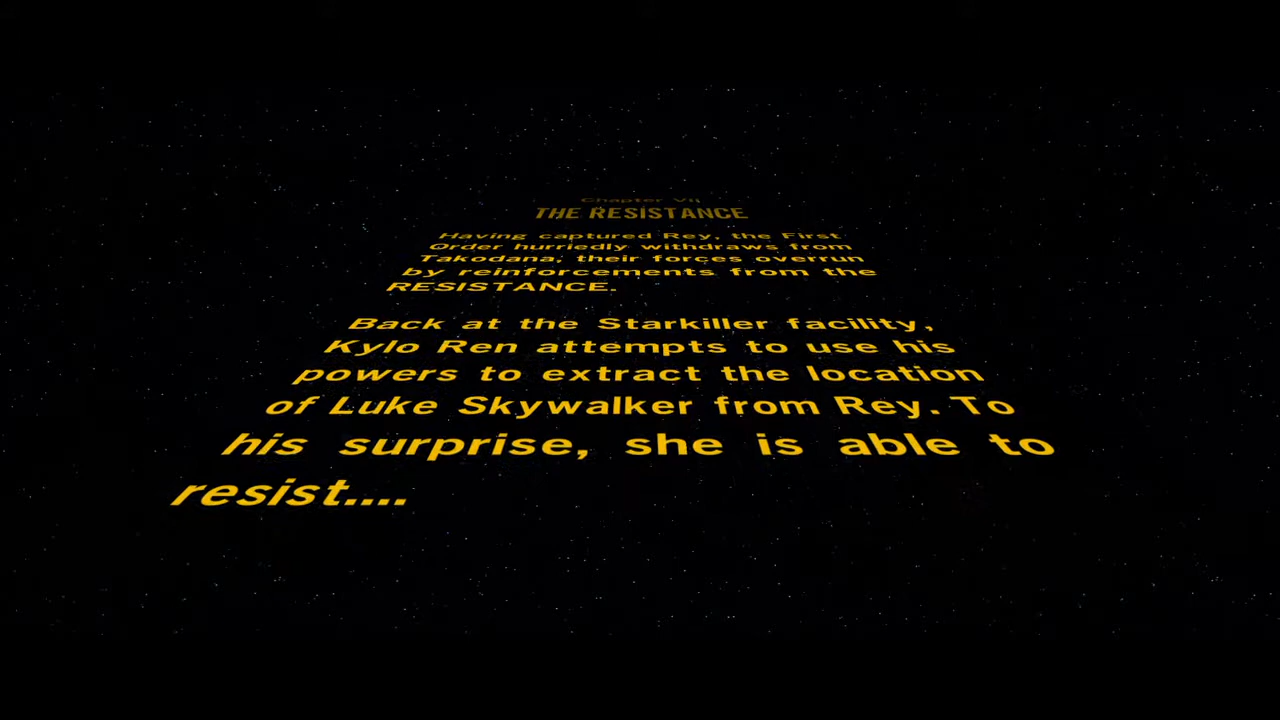 Chapter VII
THE RESISTANCE
Having captured Rey, the First
Order hurriedly withdraws from
Takodana, their forces overrun
by reinforcements from the
RESISTANCE.
Back at the Starkiller facility,
Kylo Ren attempts to use his
powers to extract the location
of Luke Skywalker from Rey. To
his surprise, she is able to
resist....